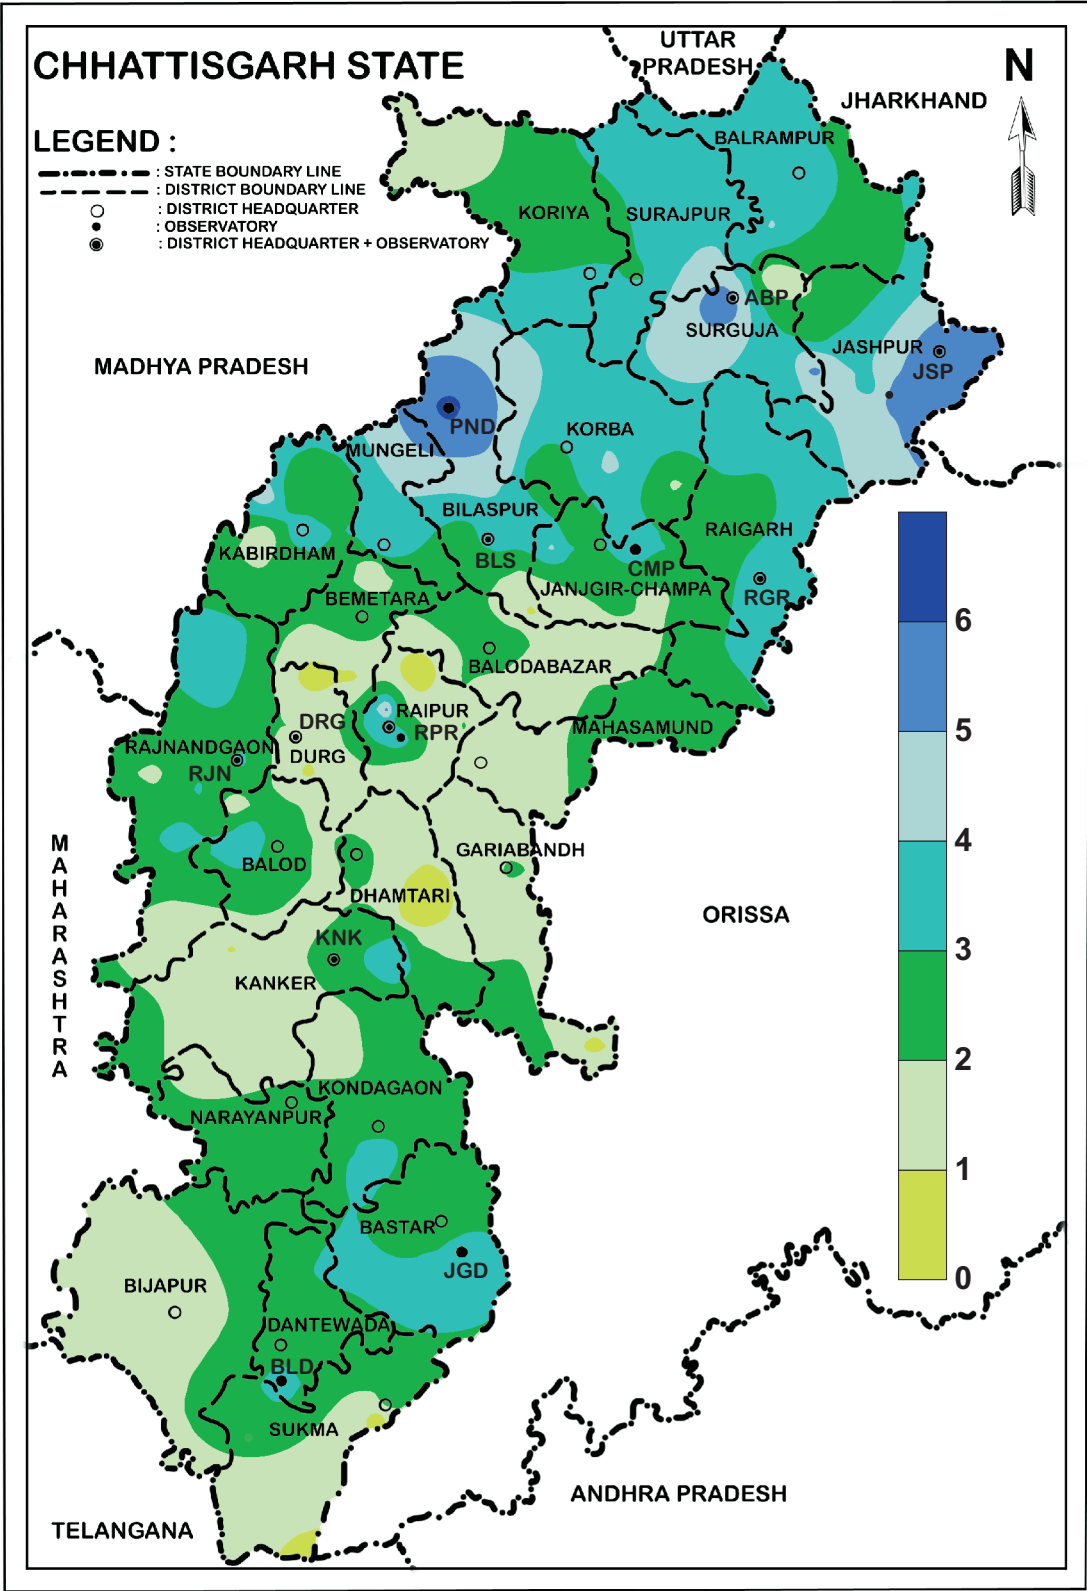 CHHATTISGARH STATE
UTTAR
PRADESH
N
JHARKHAND
LEGEND :
: STATE BOUNDARY LINE
: DISTRICT BOUNDARY LINE
: DISTRICT HEADQUARTER
: OBSERVATORY
: DISTRICT HEADQUARTER + OBSERVATORY
BALRAMPUR
KORIYA
SURAJPUR
ABP
SURGUJA
JASHPUR
JSP
MADHYA PRADESH
PND
KORBA
MUNGELI
BILASPUR
RAIGARH
KABIRDHAM
BLS
CMP
JANJGIR-CHAMPA
RGR
BEMETARA
BALODABAZAR
RAIPUR
DRG
RPR
MAHASAMUND
RAJNANDGAON
DURG
RJN
BALOD
GARIABANDH
DHAMTARI
MAHARASHTRA
ORISSA
KNK
KANKER
KONDAGAON
NARAYANPUR
BASTAR
JGD
BIJAPUR
DANTEWADA
BLD
SUKMA
TELANGANA
ANDHRA PRADESH
6
5
4
3
2
1
0